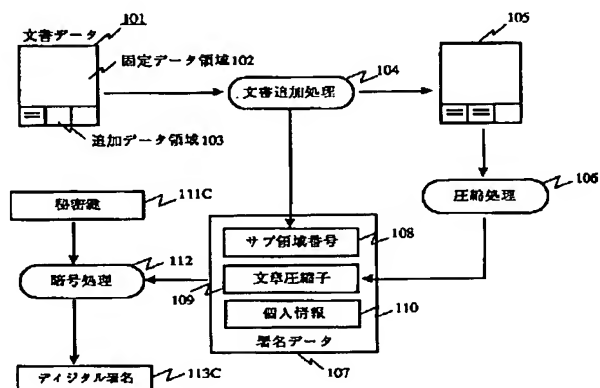 文書データ 101
固定データ領域102
追加データ領域103
文書追加処理
104
105
圧縮処理
106
秘密鍵
111C
暗号処理
112
サブ領域番号
108
文章圧縮子
109
個人情報
110
署名データ
107
ディジタル署名
113C